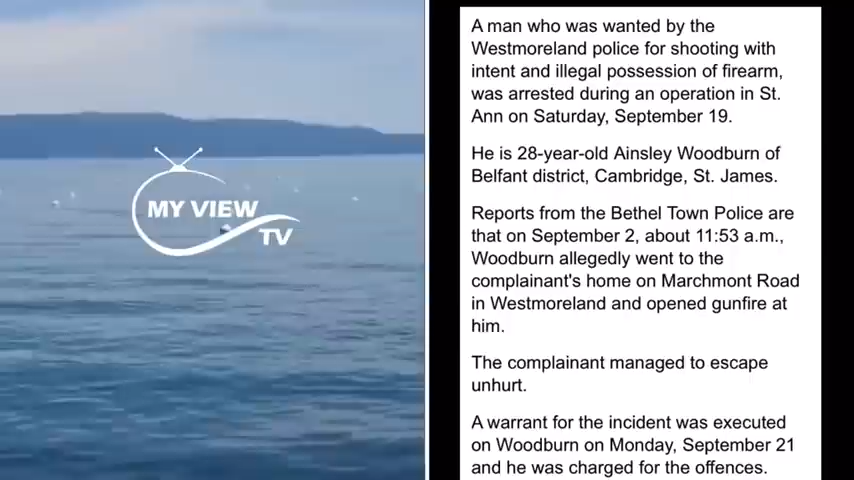 MY VIEW
TV
A man who was wanted by the
Westmoreland police for shooting with
intent and illegal possession of firearm,
was arrested during an operation in St.
Ann on Saturday, September 19.
He is 28-year-old Ainsley Woodburn of
Belfant district, Cambridge, St. James.
Reports from the Bethel Town Police are
that on September 2, about 11:53 a.m.,
Woodburn allegedly went to the
complainant's home on Marchmont Road
in Westmoreland and opened gunfire at
him.
The complainant managed to escape
unhurt.
A warrant for the incident was executed
on Woodburn on Monday, September 21
and he was charged for the offences.